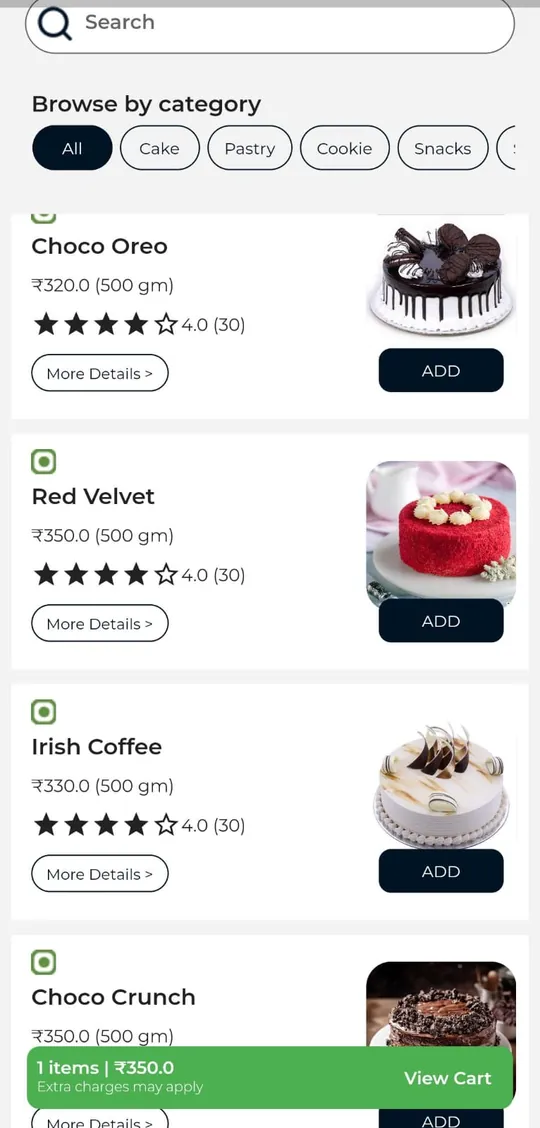 Search
Browse by category
All Cake Pastry Cookie Snacks
Choco Oreo
₹320.0 (500 gm)
4.0 (30)
More Details >
ADD
Red Velvet
₹350.0 (500 gm)
4.0 (30)
More Details >
ADD
Irish Coffee
₹330.0 (500 gm)
4.0 (30)
More Details >
ADD
Choco Crunch
₹350.0 (500 gm)
1 items | ₹350.0
Extra charges may apply
View Cart
More Details >
ADD